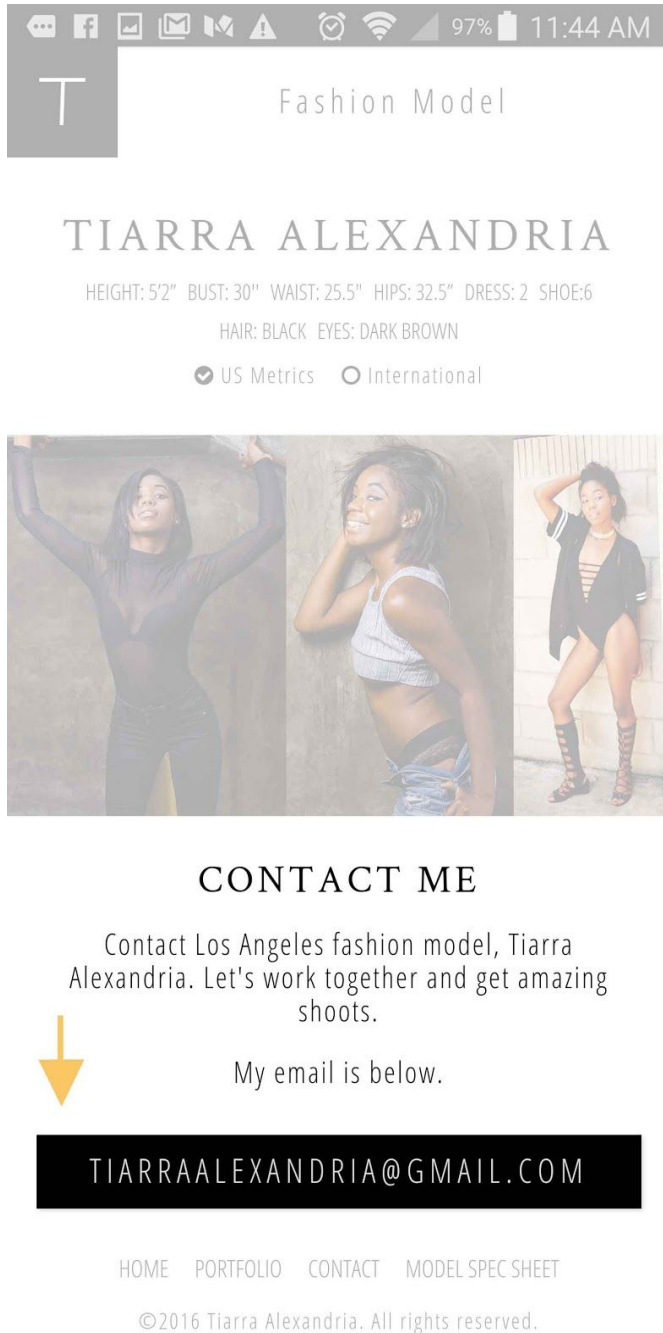 97% 11:44 AM
T
Fashion Model
TIARRA ALEXANDRIA
HEIGHT: 5'2" BUST: 30'' WAIST: 25.5" HIPS: 32.5" DRESS: 2 SHOE:6
HAIR: BLACK EYES: DARK BROWN
US Metrics International
CONTACT ME
Contact Los Angeles fashion model, Tiarra
Alexandria. Let's work together and get amazing
shoots.
My email is below.
TIARRAALEXANDRIA@GMAIL.COM
HOME PORTFOLIO CONTACT MODEL SPEC SHEET
©2016 Tiarra Alexandria. All rights reserved.